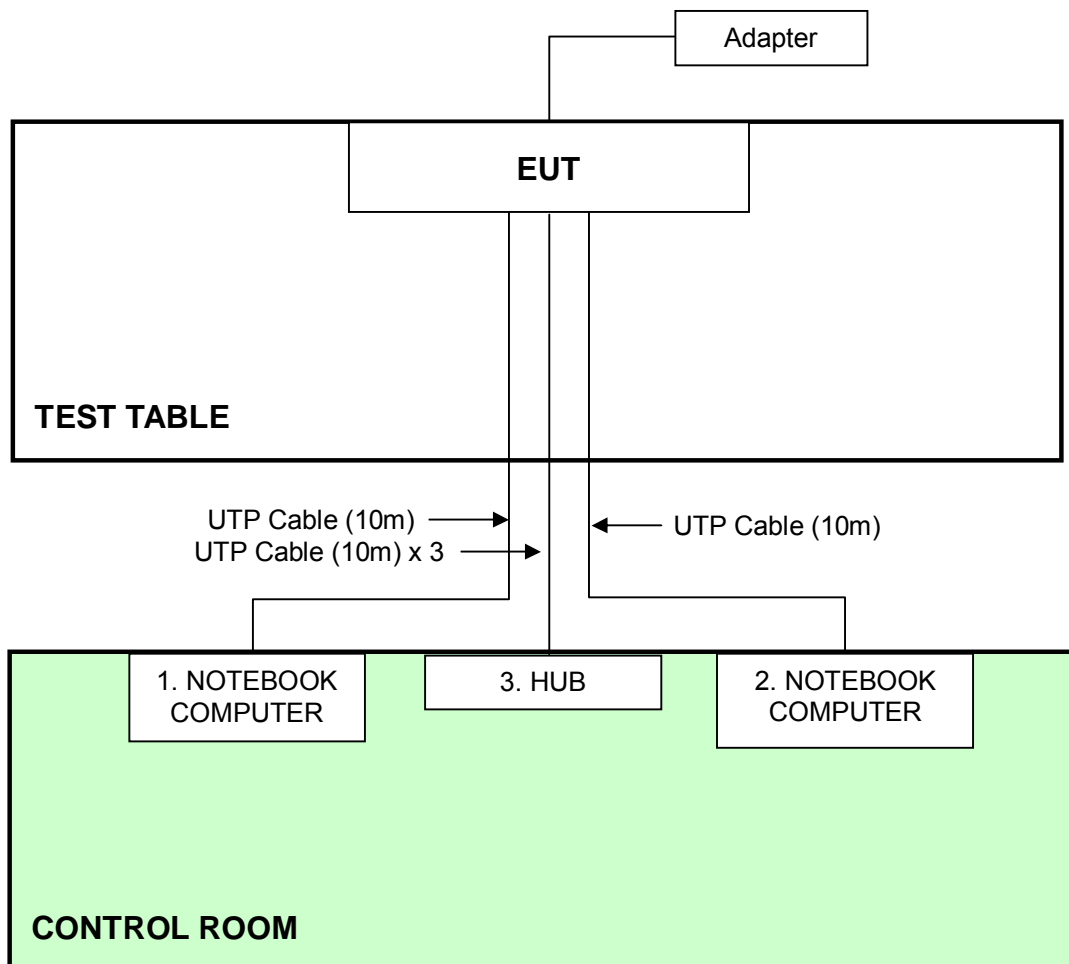 Adapter
EUT
TEST TABLE
UTP Cable (10m)
UTP Cable (10m) x 3
UTP Cable (10m)
1. NOTEBOOK
COMPUTER
3. HUB
2. NOTEBOOK
COMPUTER
CONTROL ROOM